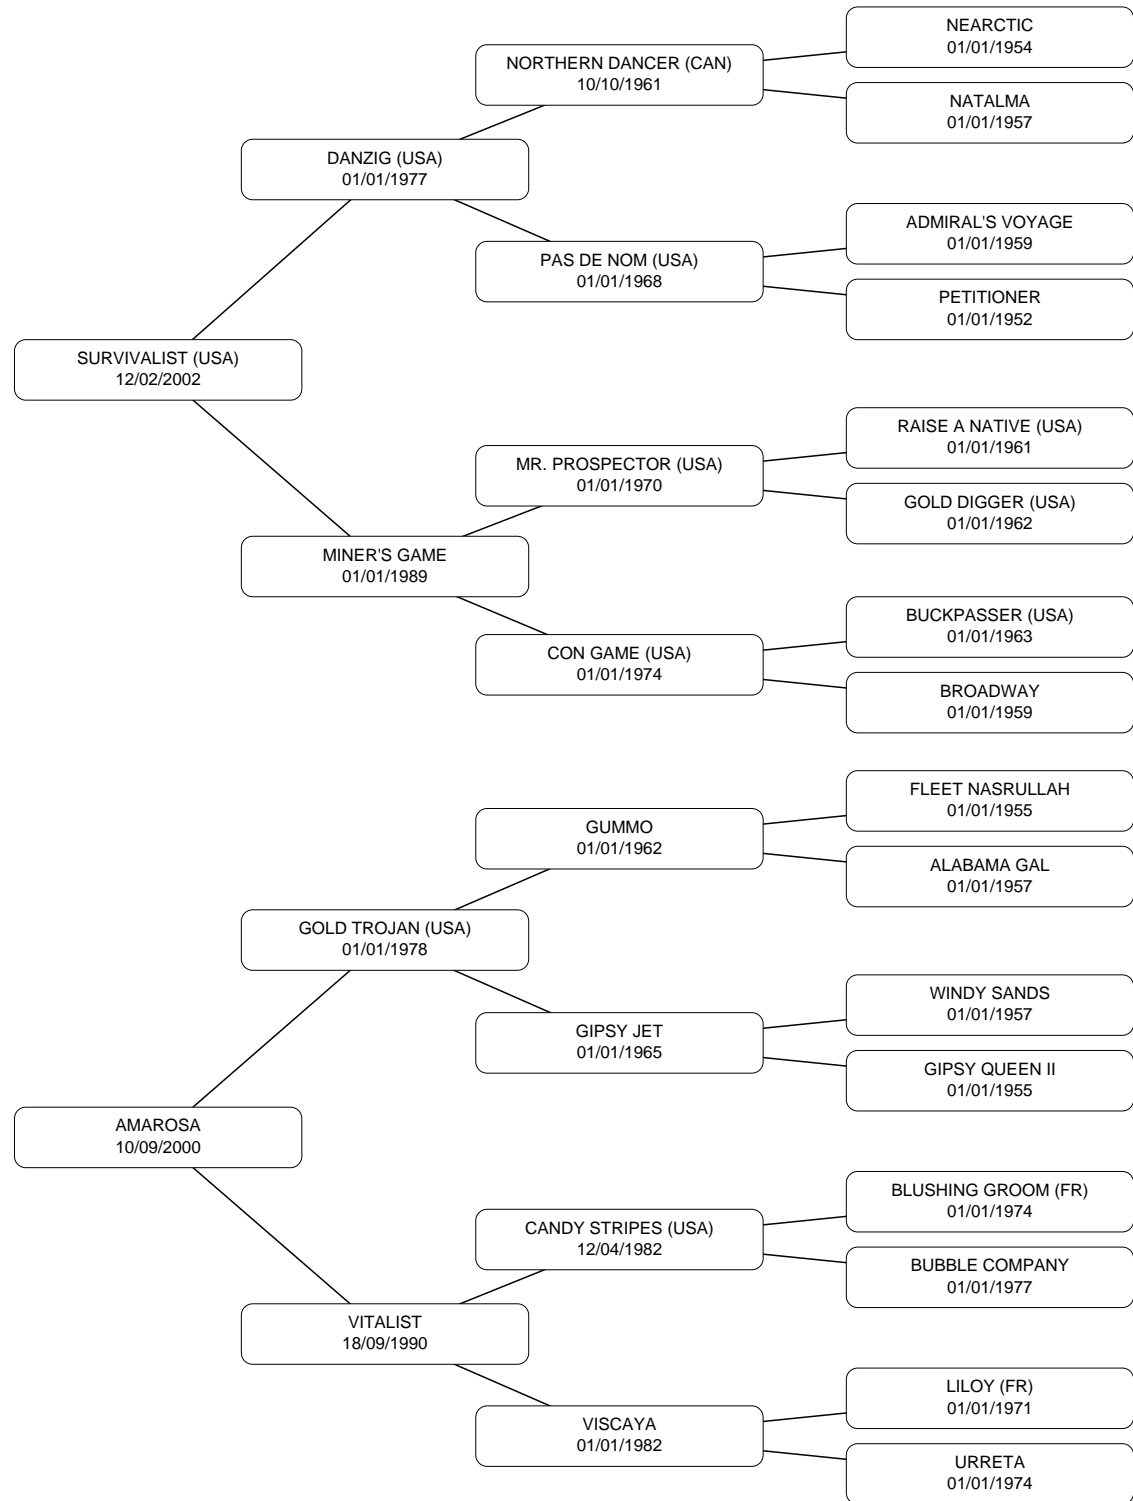 NEARCTIC
01/01/1954
NORTHERN DANCER (CAN)
10/10/1961
NATALMA
01/01/1957
DANZIG (USA)
01/01/1977
ADMIRAL'S VOYAGE
01/01/1959
PAS DE NOM (USA)
01/01/1968
PETITIONER
01/01/1952
SURVIVALIST (USA)
12/02/2002
RAISE A NATIVE (USA)
01/01/1961
MR. PROSPECTOR (USA)
01/01/1970
GOLD DIGGER (USA)
01/01/1962
MINER'S GAME
01/01/1989
BUCKPASSER (USA)
01/01/1963
CON GAME (USA)
01/01/1974
BROADWAY
01/01/1959
FLEET NASRULLAH
01/01/1955
GUMMO
01/01/1962
ALABAMA GAL
01/01/1957
GOLD TROJAN (USA)
01/01/1978
WINDY SANDS
01/01/1957
GIPSY JET
01/01/1965
GIPSY QUEEN II
01/01/1955
AMAROSA
10/09/2000
BLUSHING GROOM (FR)
01/01/1974
CANDY STRIPES (USA)
12/04/1982
BUBBLE COMPANY
01/01/1977
VITALIST
18/09/1990
LILOY (FR)
01/01/1971
VISCAYA
01/01/1982
URRETA
01/01/1974